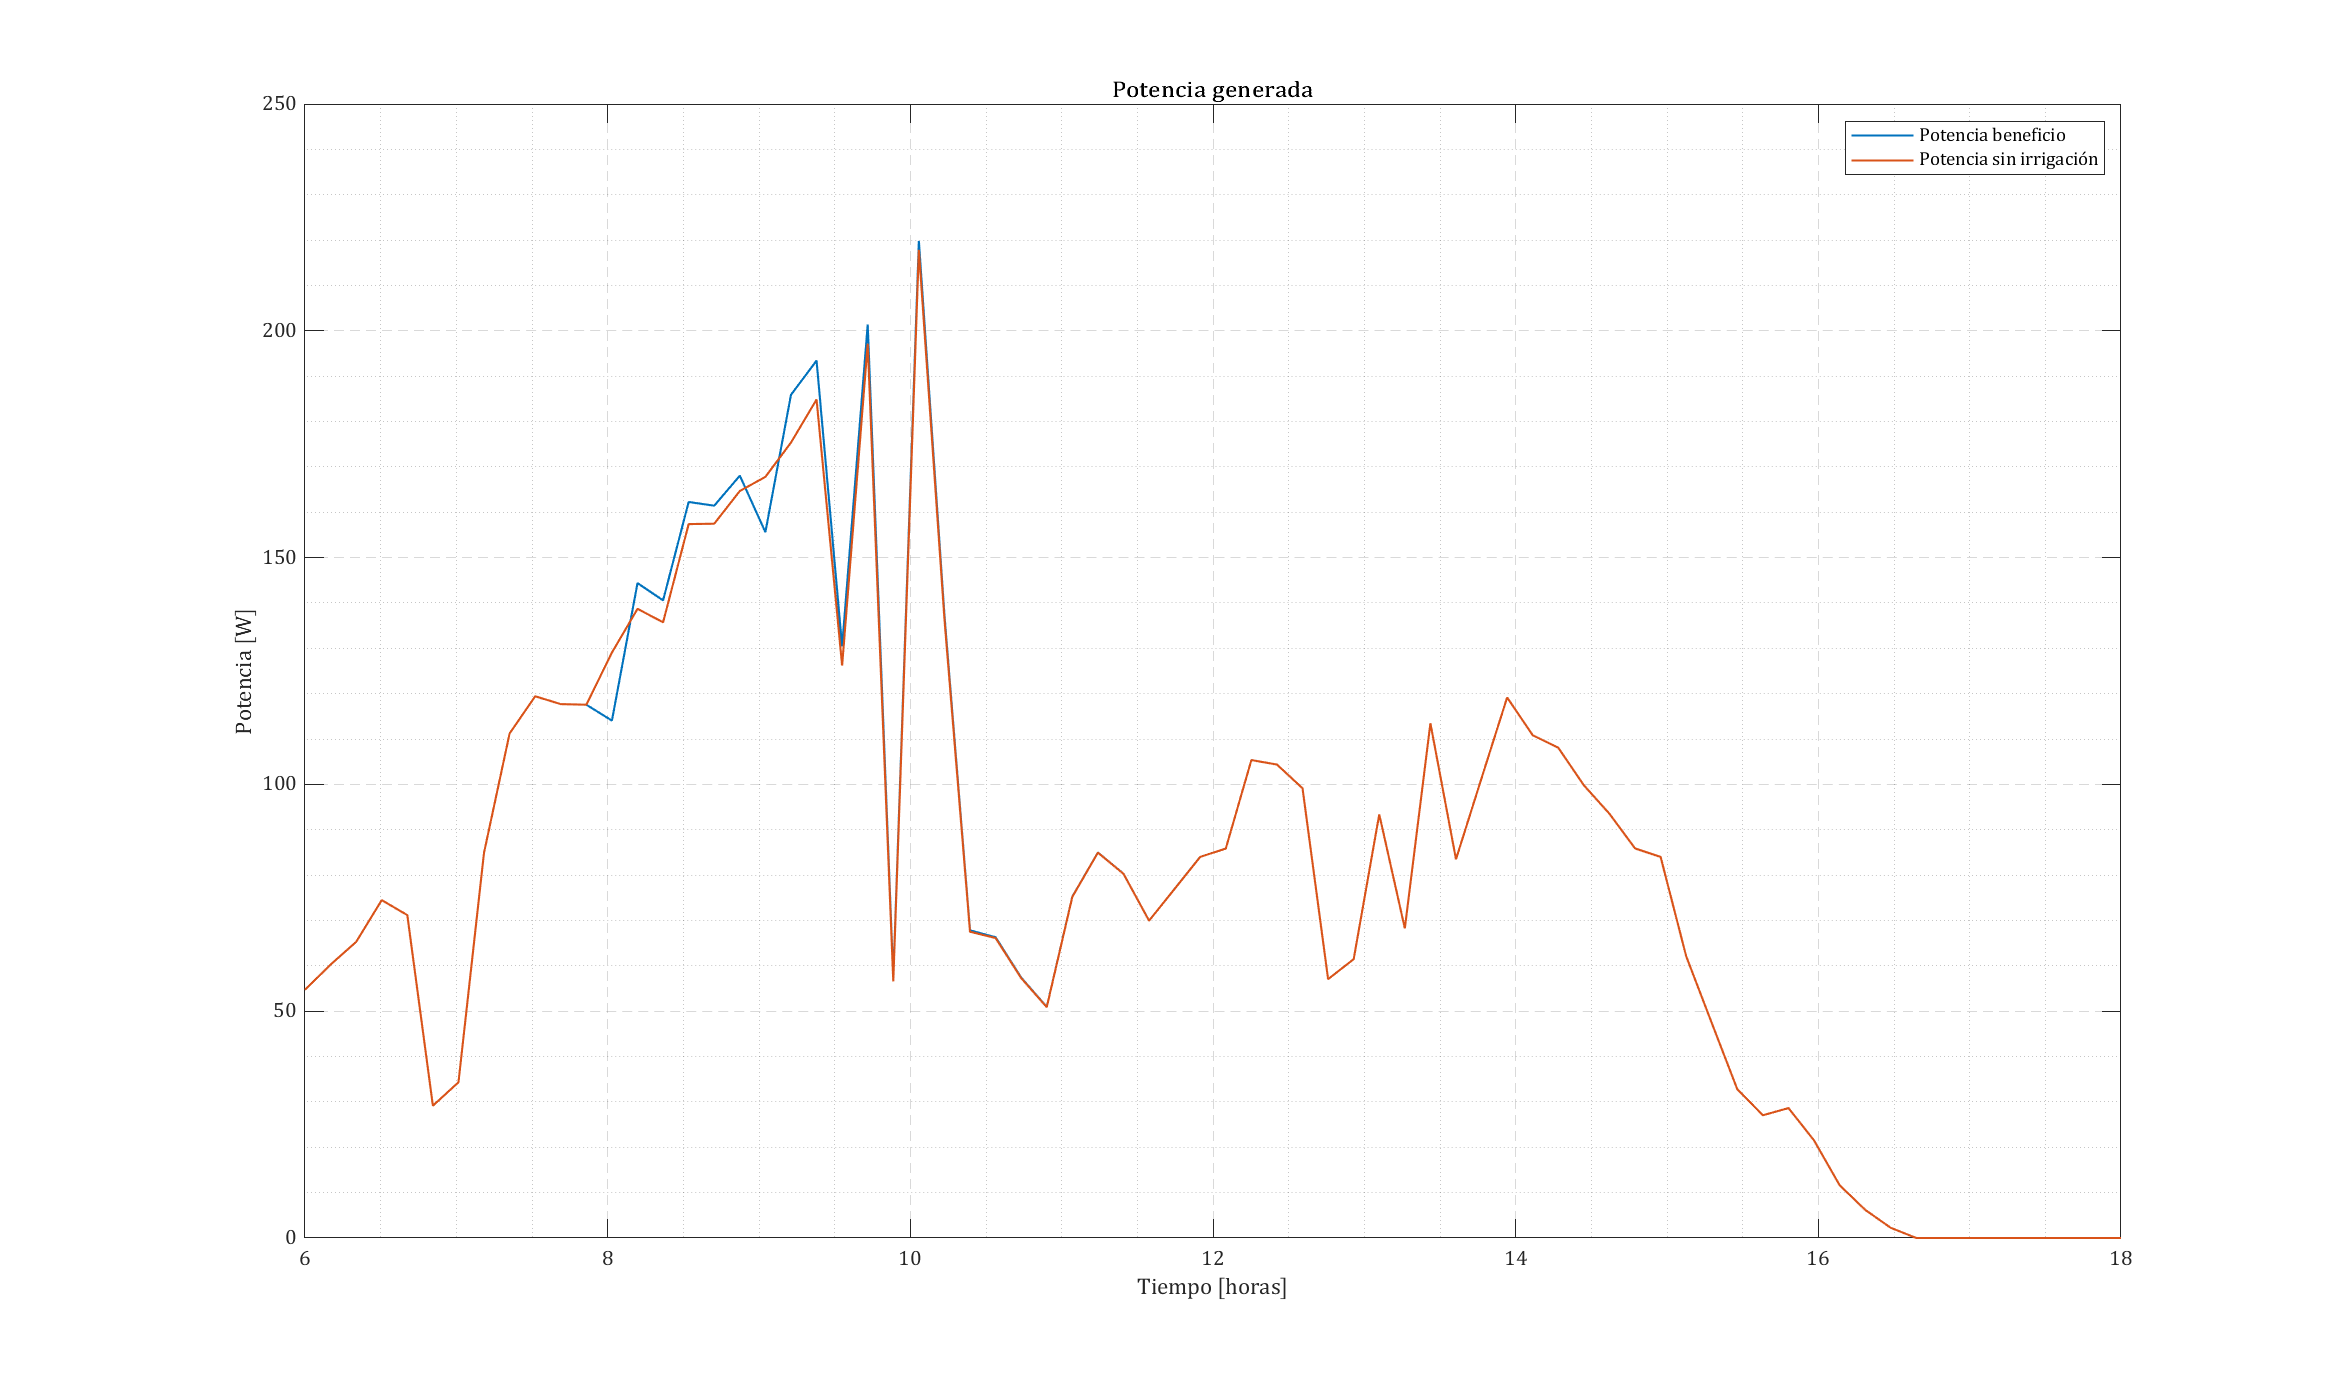 Potencia generada
Potencia beneficio
Potencia sin irrigación
250
200
150
100
50
0
Potencia [W]
6 8 10 12 14 16 18
Tiempo [horas]